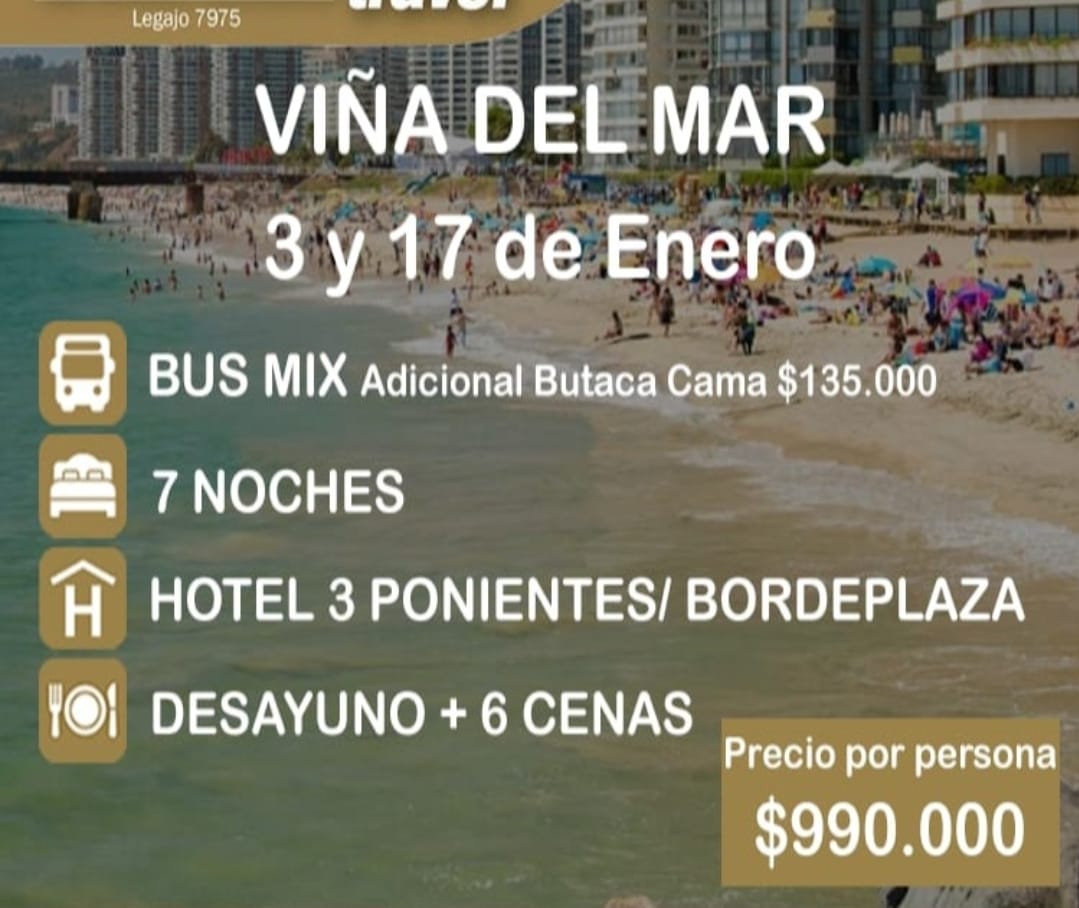 Legajo 7975
travel
VIÑA DEL MAR
3 y 17 de Enero
BUS MIX Adicional Butaca Cama $135.000
7 NOCHES
HOTEL 3 PONIENTES/ BORDEPLAZA
DESAYUNO + 6 CENAS
Precio por persona
$990.000